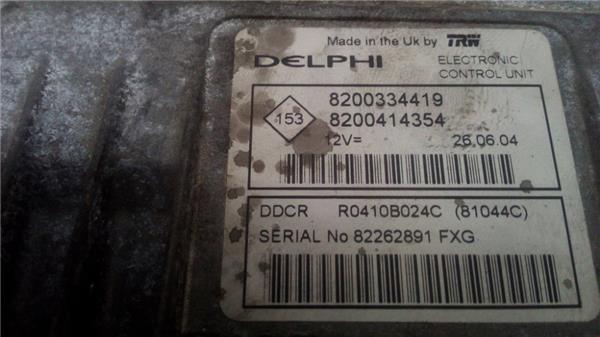 Made in the Uk by TRW
DELPHI ELECTRONIC
CONTROL UNIT
8200334419
153
8200414354
12V= 26.06.04
DDCR R0410B024C (81044C)
SERIAL No 82262891 FXG